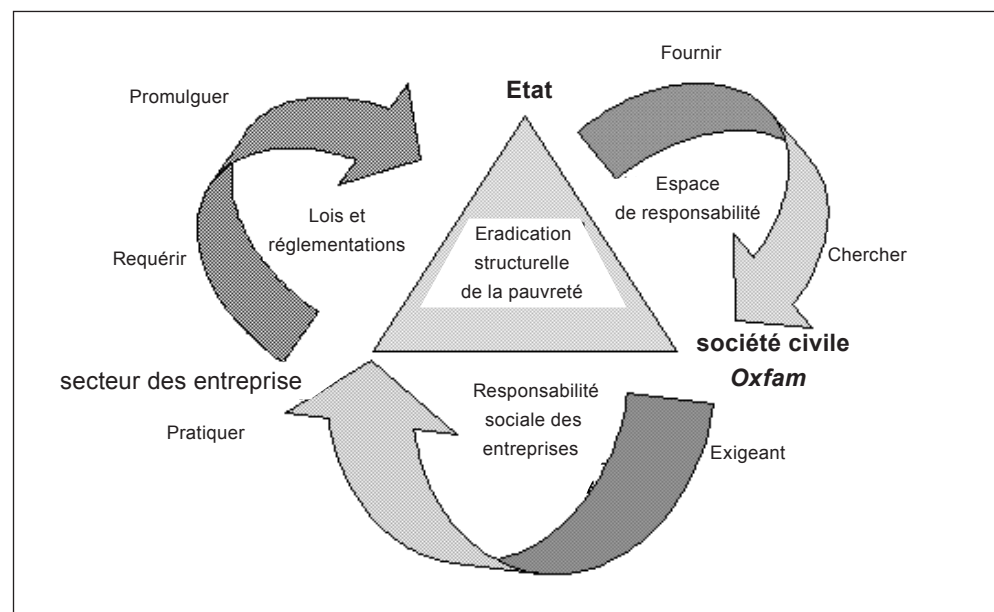 Fournir
Promulguer
Etat
Espace
de responsabilité
Lois et
réglementations
Requérir
Chercher
Eradication
structurelle
de la pauvreté
société civile
Oxfam
secteur des entreprise
Responsabilité
sociale des
entreprises
Pratiquer
Exigeant